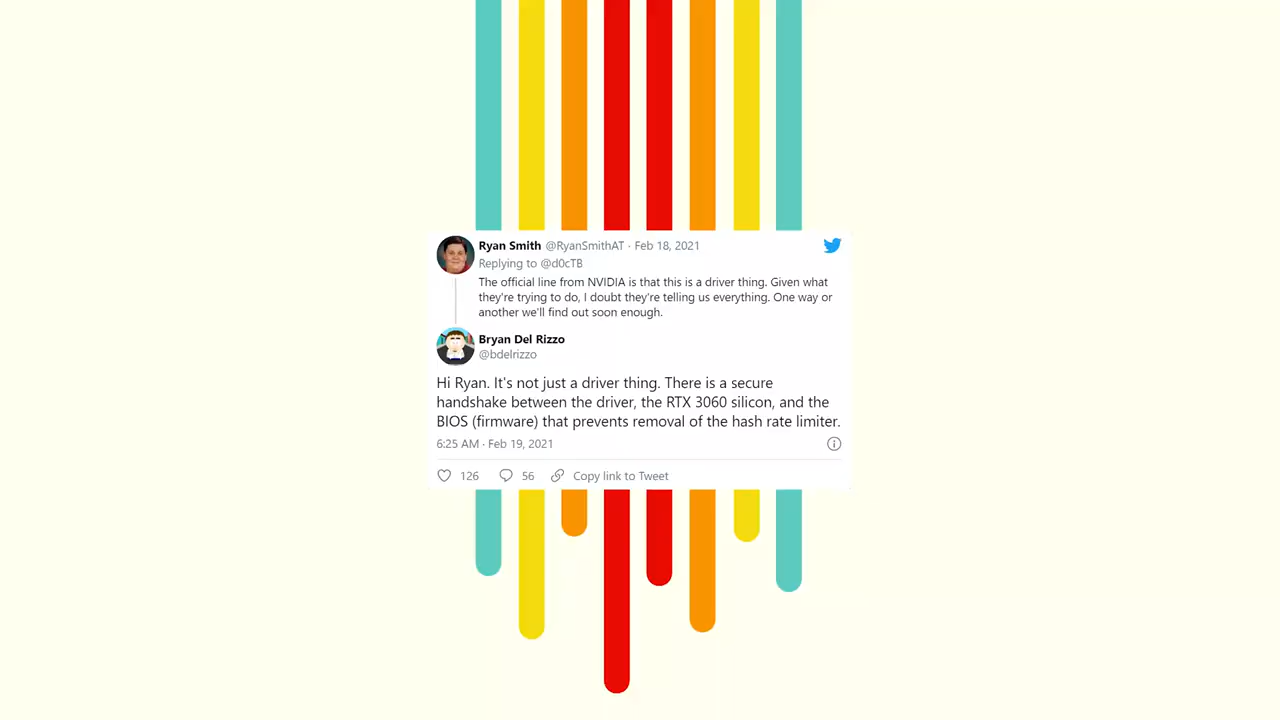 Ryan Smith @RyanSmithAT · Feb 18, 2021
Replying to @d0cTB
The official line from NVIDIA is that this is a driver thing. Given what
they're trying to do, I doubt they're telling us everything. One way or
another we'll find out soon enough.
Bryan Del Rizzo
@bdelrizzo
Hi Ryan. It's not just a driver thing. There is a secure
handshake between the driver, the RTX 3060 silicon, and the
BIOS (firmware) that prevents removal of the hash rate limiter.
6:25 AM · Feb 19, 2021
126 56 Copy link to Tweet